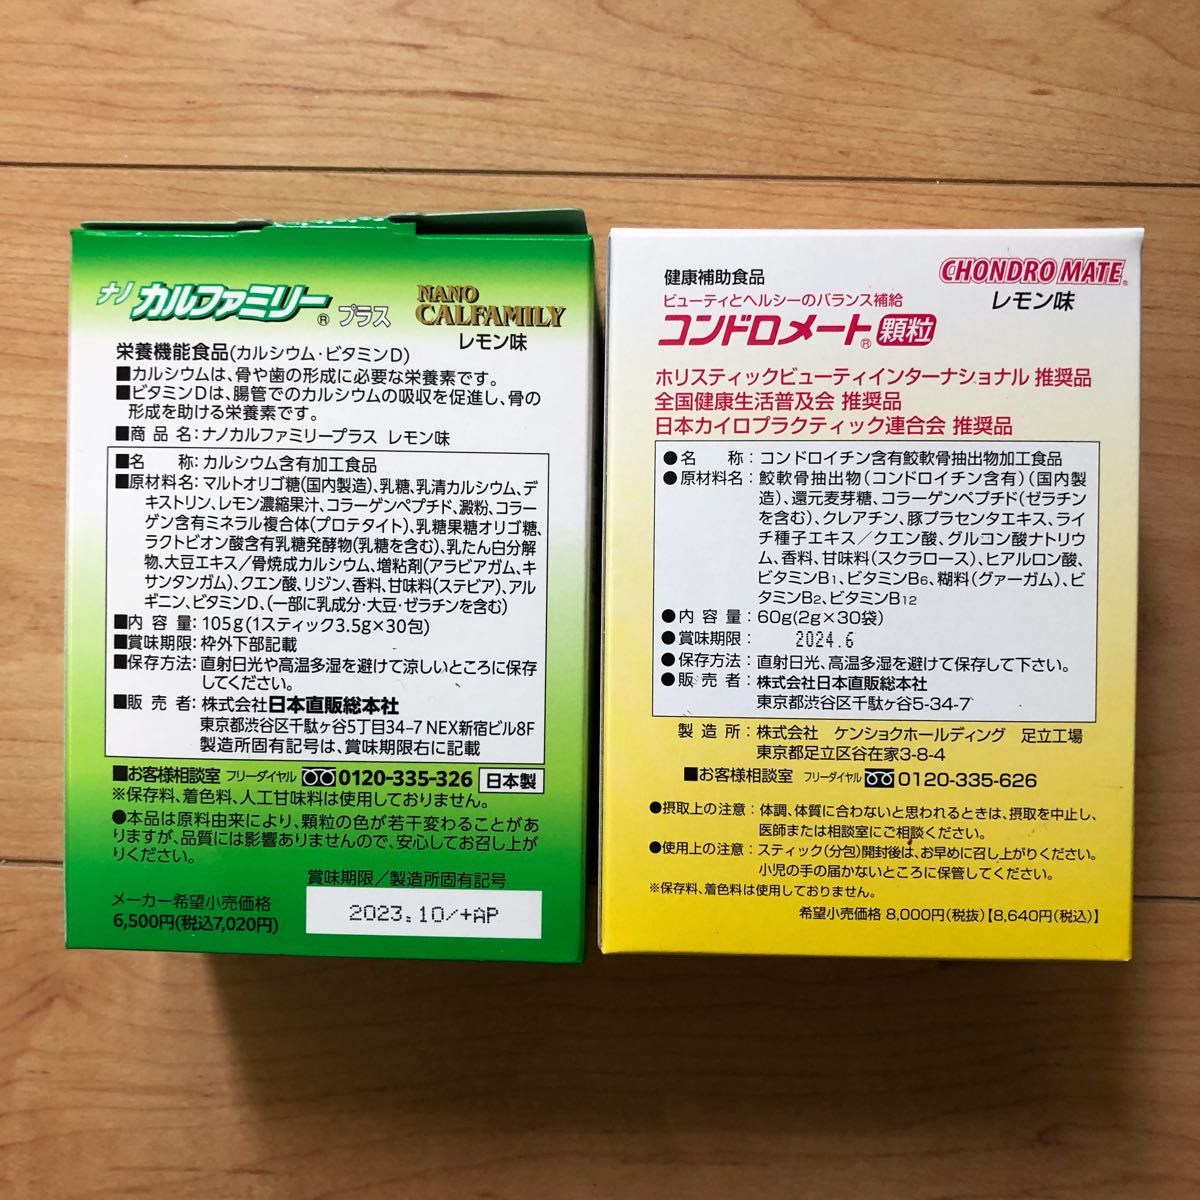 ナノ カルファミリー® プラス
NANO
CALFAMILY
レモン味
栄養機能食品(カルシウム・ビタミンD)
■カルシウムは、骨や歯の形成に必要な栄養素です。
■ビタミンDは、腸管でのカルシウムの吸収を促進し、骨の
形成を助ける栄養素です。
■商品名:ナノカルファミリープラス レモン味
■名 称:カルシウム含有加工食品
■原材料名:マルトオリゴ糖(国内製造)、乳糖、乳清カルシウム、デ
キストリン、レモン濃縮果汁、コラーゲンペプチド、澱粉、コラー
ゲン含有ミネラル複合体(プロテタイト)、乳糖果糖オリゴ糖、
ラクトビオン酸含有乳糖発酵物(乳糖を含む)、乳たん白分解
物、大豆エキス/骨焼成カルシウム、増粘剤(アラビアガム、キ
サンタンガム)、クエン酸、リジン、香料、甘味料(ステビア)、アル
ギニン、ビタミンD、(一部に乳成分・大豆・ゼラチンを含む)
■内容量:105g(1スティック3.5g×30包)
■賞味期限:枠外下部記載
■保存方法:直射日光や高温多湿を避けて涼しいところに保存
してください。
■販売者:株式会社日本直販総本社
東京都渋谷区千駄ヶ谷5丁目34-7 NEX新宿ビル8F
製造所固有記号は、賞味期限右に記載
■お客様相談室 フリーダイヤル 0120-335-326 日本製
※保存料、着色料、人工甘味料は使用しておりません。
●本品は原料由来により、顆粒の色が若干変わることがあ
りますが、品質には影響ありませんので、安心してお召し上が
りください。
賞味期限/製造所固有記号
メーカー希望小売価格
6,500円(税込7,020円)
2023.10/+AP
健康補助食品
CHONDRO MATE®
ビューティとヘルシーのバランス補給
レモン味
コンドロメート® 顆粒
ホリスティックビューティインターナショナル 推奨品
全国健康生活普及会 推奨品
日本カイロプラクティック連合会 推奨品
●名 称:コンドロイチン含有鮫軟骨抽出物加工食品
●原材料名:鮫軟骨抽出物(コンドロイチン含有)(国内製
造)、還元麦芽糖、コラーゲンペプチド(ゼラチン
を含む)、クレアチン、豚プラセンタエキス、ライ
チ種子エキス/クエン酸、グルコン酸ナトリウ
ム、香料、甘味料(スクラロース)、ヒアルロン酸、
ビタミンB1、ビタミンB6、糊料(グァーガム)、ビ
タミンB2、ビタミンB12
●内容量:60g(2g×30袋)
●賞味期限: 2024.6
●保存方法:直射日光、高温多湿を避けて保存して下さい。
●販売者:株式会社日本直販総本社
東京都渋谷区千駄ヶ谷5-34-7
製造所:株式会社 ケンショクホールディング 足立工場
東京都足立区谷在家3-8-4
■お客様相談室 フリーダイヤル 0120-335-626
●摂取上の注意:体調、体質に合わないと思われるときは、摂取を中止し、
医師または相談室にご相談ください。
●使用上の注意:スティック(分包)開封後は、お早めに召し上がりください。
小児の手の届かないところに保管してください。
※保存料、着色料は使用しておりません。
希望小売価格 8,000円(税抜)【8,640円(税込)】